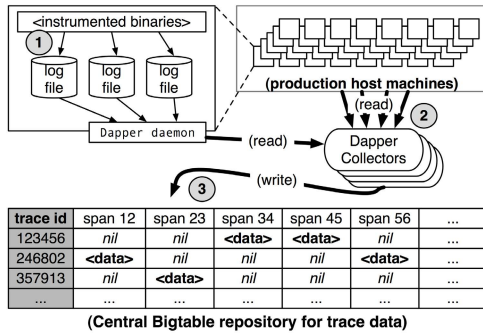 <instrumented binaries>
1
log file
log file
log file
Dapper daemon
(production host machines)
(read)
2
(read)
Dapper Collectors
3
(write)
trace id span 12 span 23 span 34 span 45 span 56 ...
123456 nil nil <data> <data> nil ...
246802 <data> nil nil nil <data> ...
357913 nil <data> nil nil nil ...
... ... ... ... ... ... ...
(Central Bigtable repository for trace data)